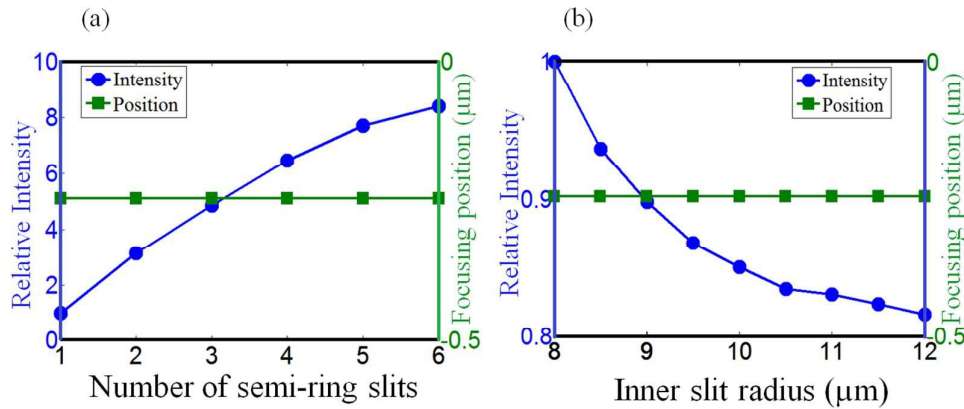 (a)
10
8
6
4
2
0
Relative Intensity
Intensity
Position
0
-0.5
Focusing position (μm)
1 2 3 4 5 6
Number of semi-ring slits
(b)
1
0.9
0.8
Relative Intensity
Intensity
Position
0
-0.5
Focusing position (μm)
8 9 10 11 12
Inner slit radius (μm)